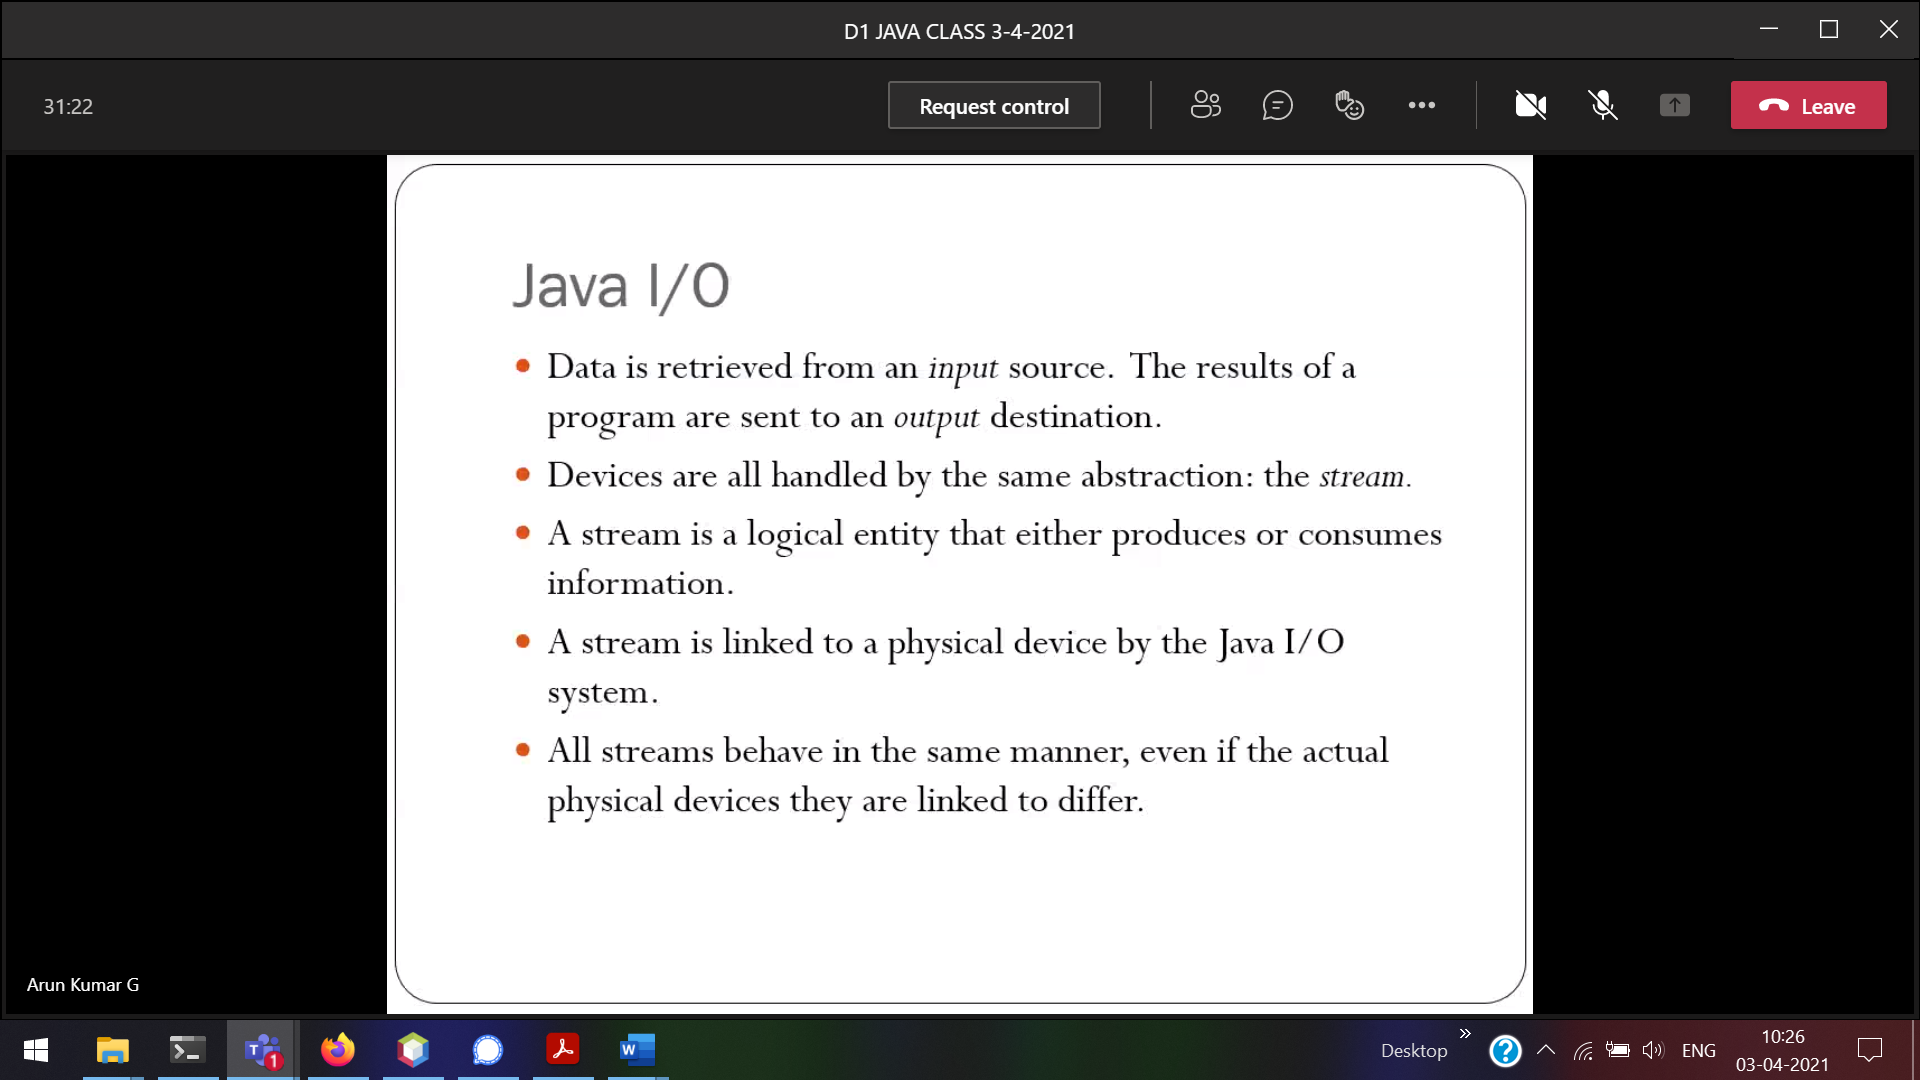 D1 JAVA CLASS 3-4-2021
31:22
Request control
Leave
Java I/O
Data is retrieved from an input source. The results of a
program are sent to an output destination.
Devices are all handled by the same abstraction: the stream.
A stream is a logical entity that either produces or consumes
information.
A stream is linked to a physical device by the Java I/O
system.
All streams behave in the same manner, even if the actual
physical devices they are linked to differ.
Arun Kumar G
Desktop
ENG
10:26
03-04-2021